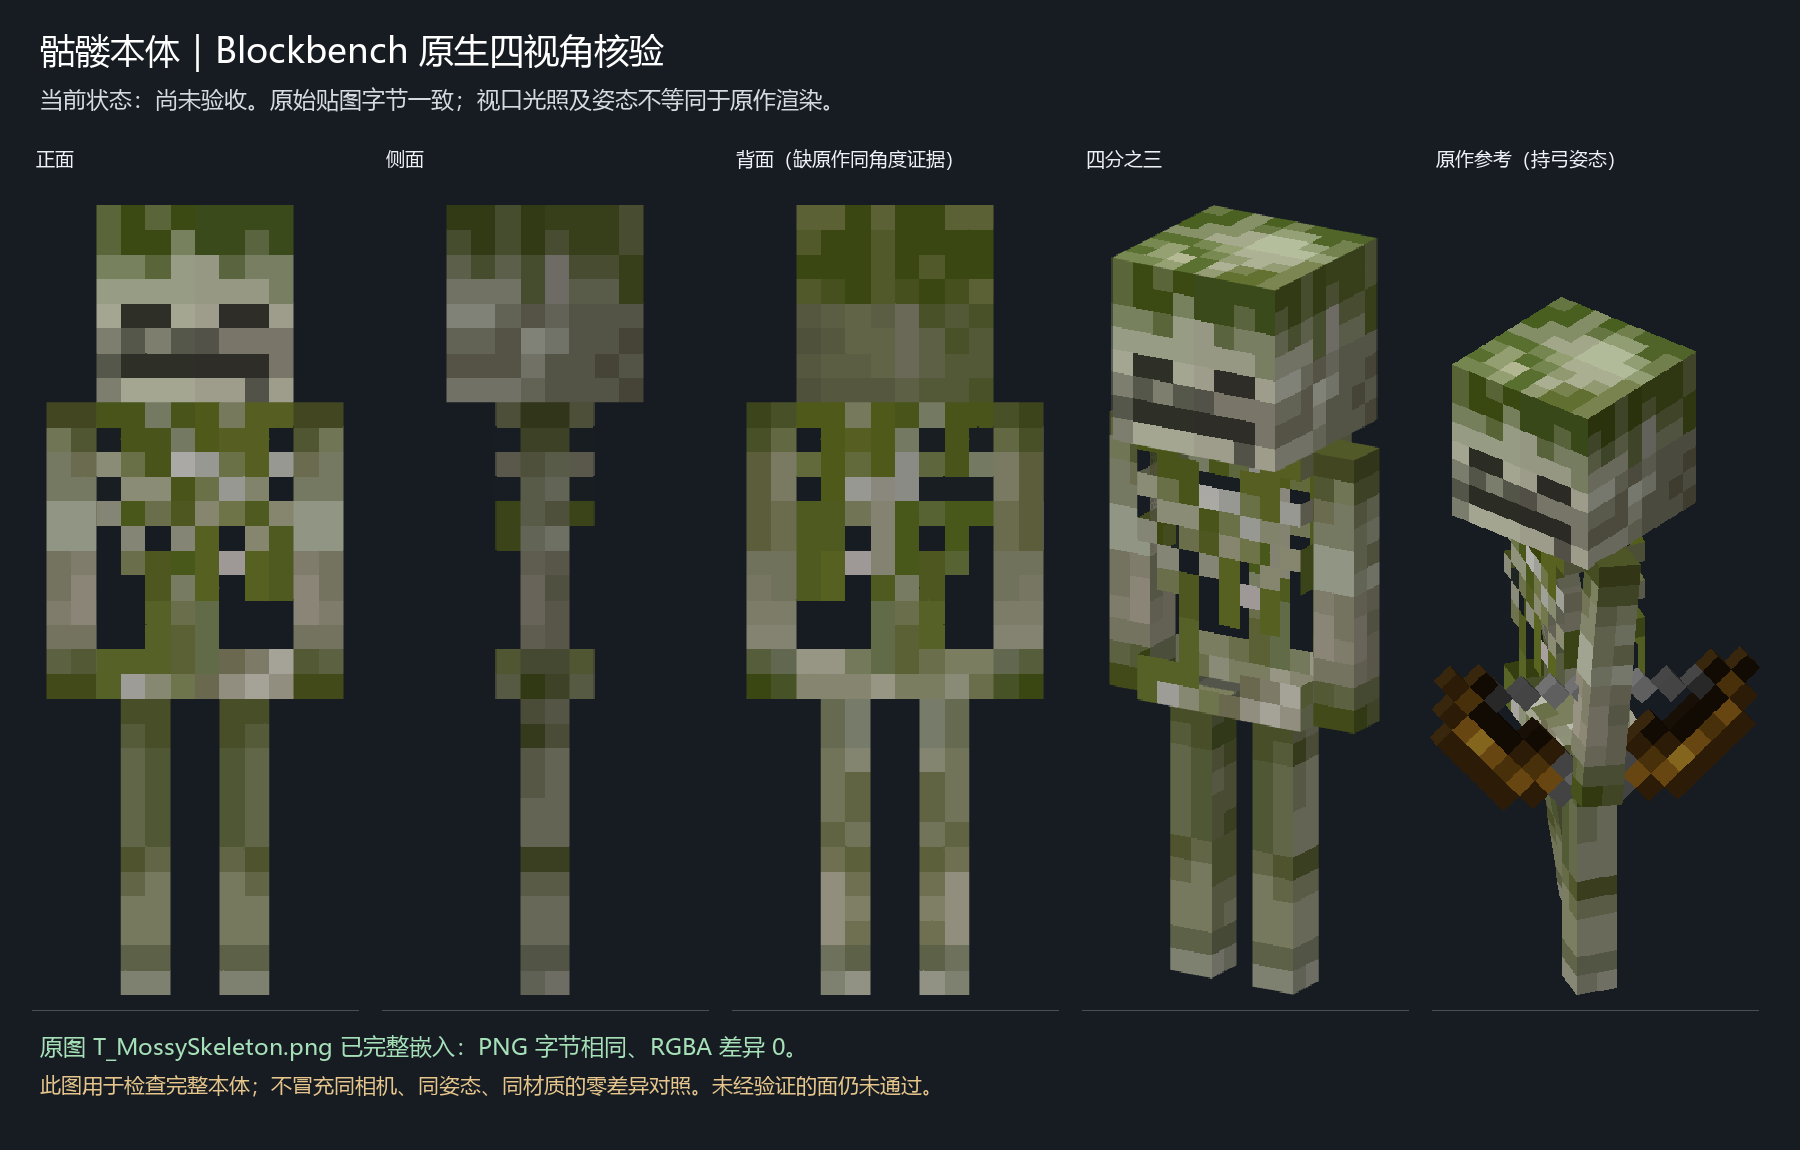 骷髅本体｜Blockbench 原生四视角核验
当前状态：尚未验收。原始贴图字节一致；视口光照及姿态不等同于原作渲染。
正面
侧面
背面（缺原作同角度证据）
四分之三
原作参考（持弓姿态）
原图 T_MossySkeleton.png 已完整嵌入：PNG 字节相同、RGBA 差异 0。
此图用于检查完整本体；不冒充同相机、同姿态、同材质的零差异对照。未经验证的面仍未通过。